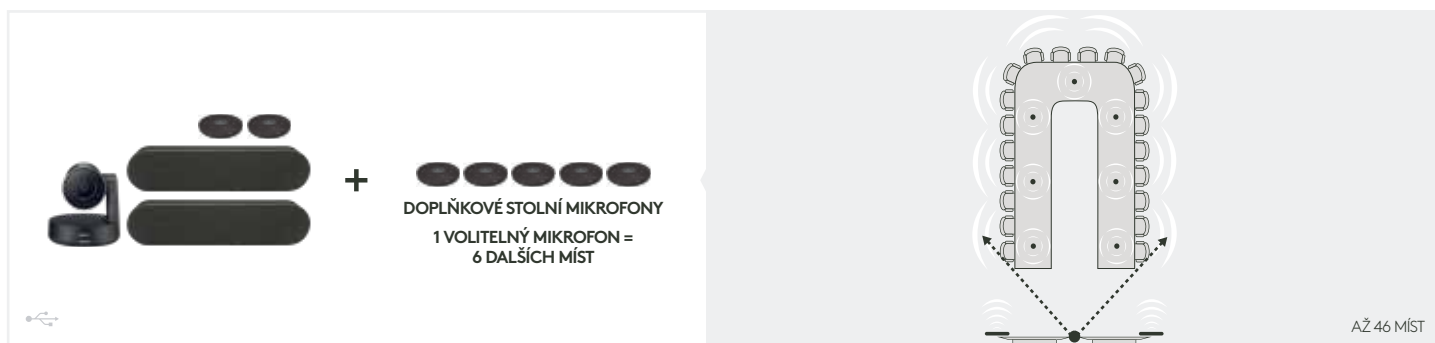 +
DOPLŇKOVÉ STOLNÍ MIKROFONY
1 VOLITELNÝ MIKROFON =
6 DALŠÍCH MÍST
AŽ 46 MÍST